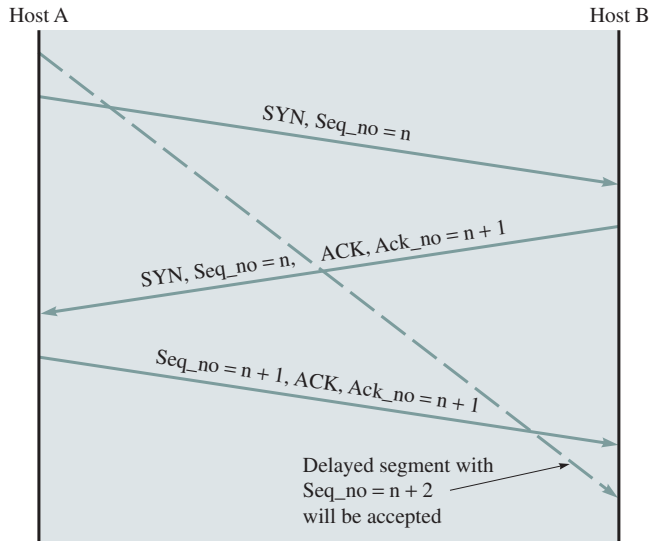 Host A
Host B
SYN, Seq_no = n
SYN, Seq_no = n, ACK, Ack_no = n + 1
Seq_no = n + 1, ACK, Ack_no = n + 1
Delayed segment with
Seq_no = n + 2
will be accepted